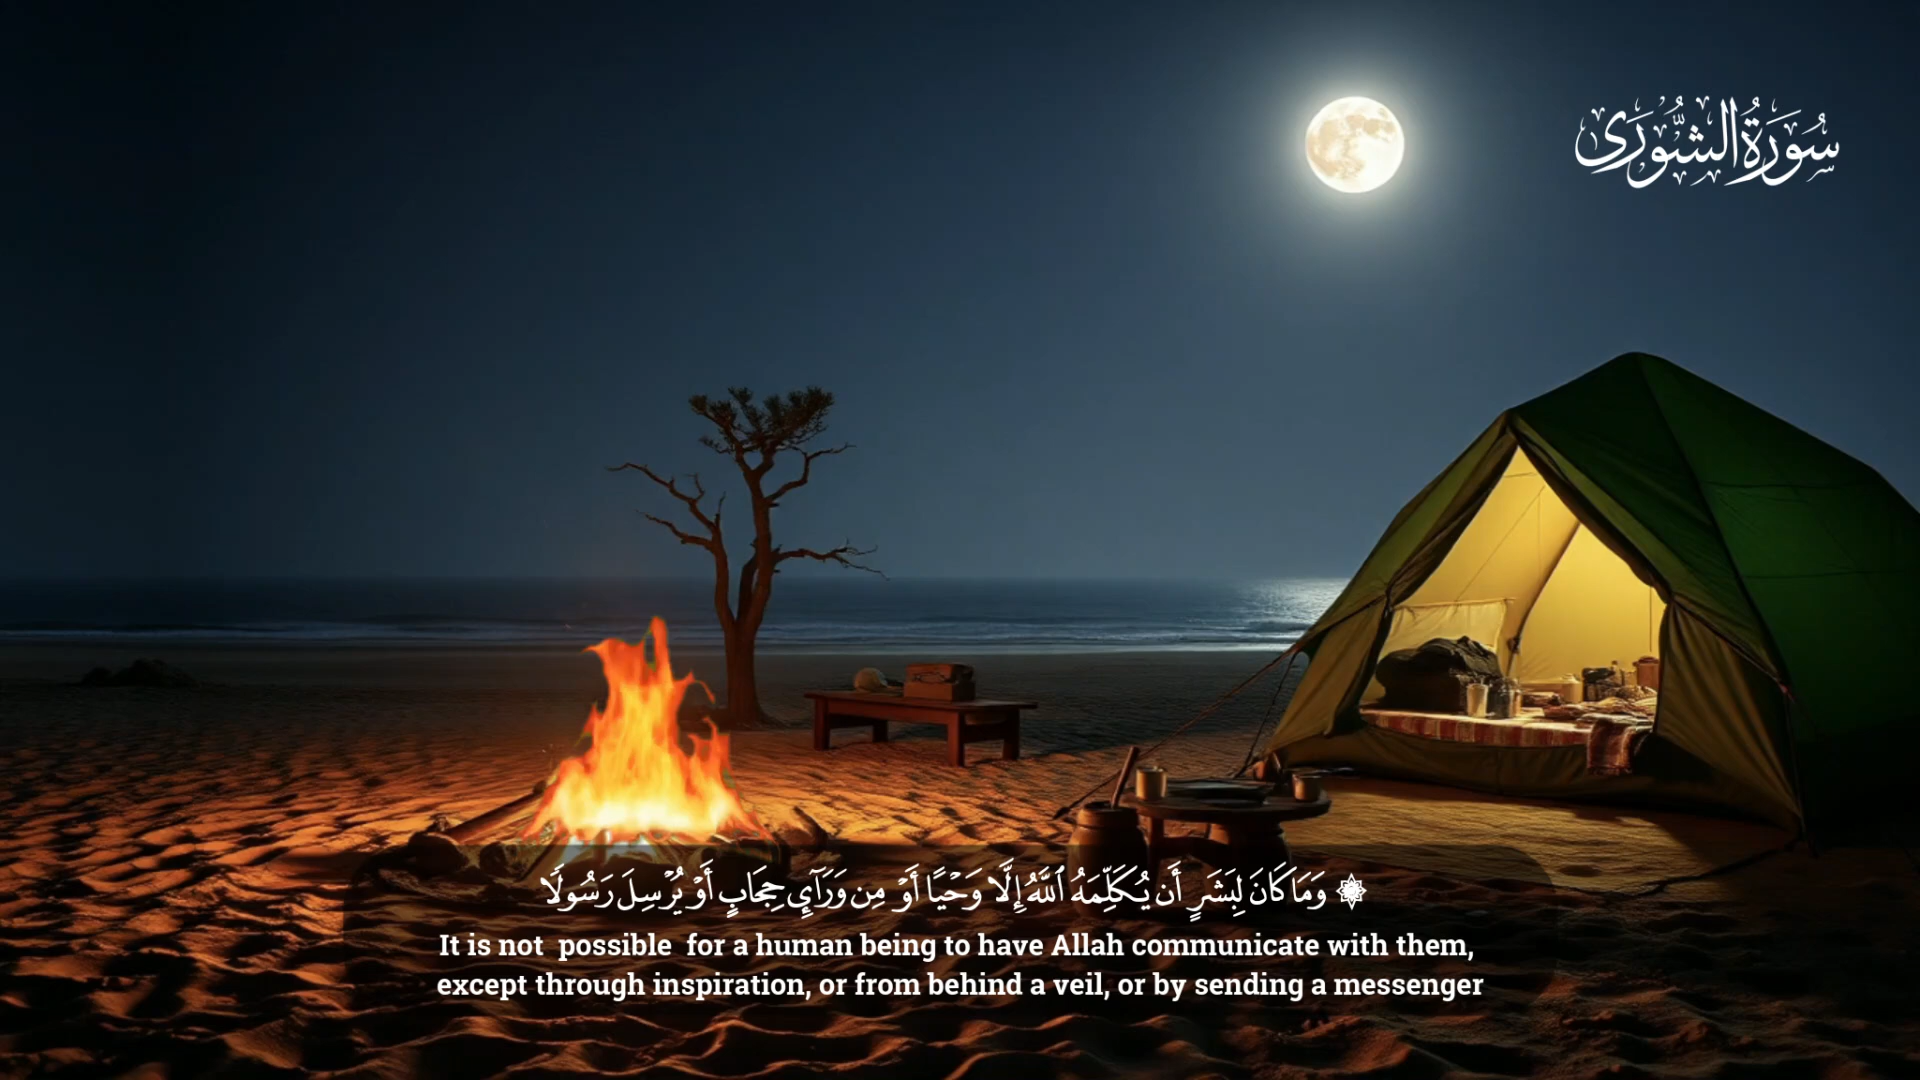 سُورَةُ الشُّورَىٰ
۞ وَمَا كَانَ لِبَشَرٍ أَن يُكَلِّمَهُ ٱللَّهُ إِلَّا وَحْيًا أَوْ مِن وَرَآئِ حِجَابٍ أَوْ يُرْسِلَ رَسُولًا
It is not possible for a human being to have Allah communicate with them,
except through inspiration, or from behind a veil, or by sending a messenger